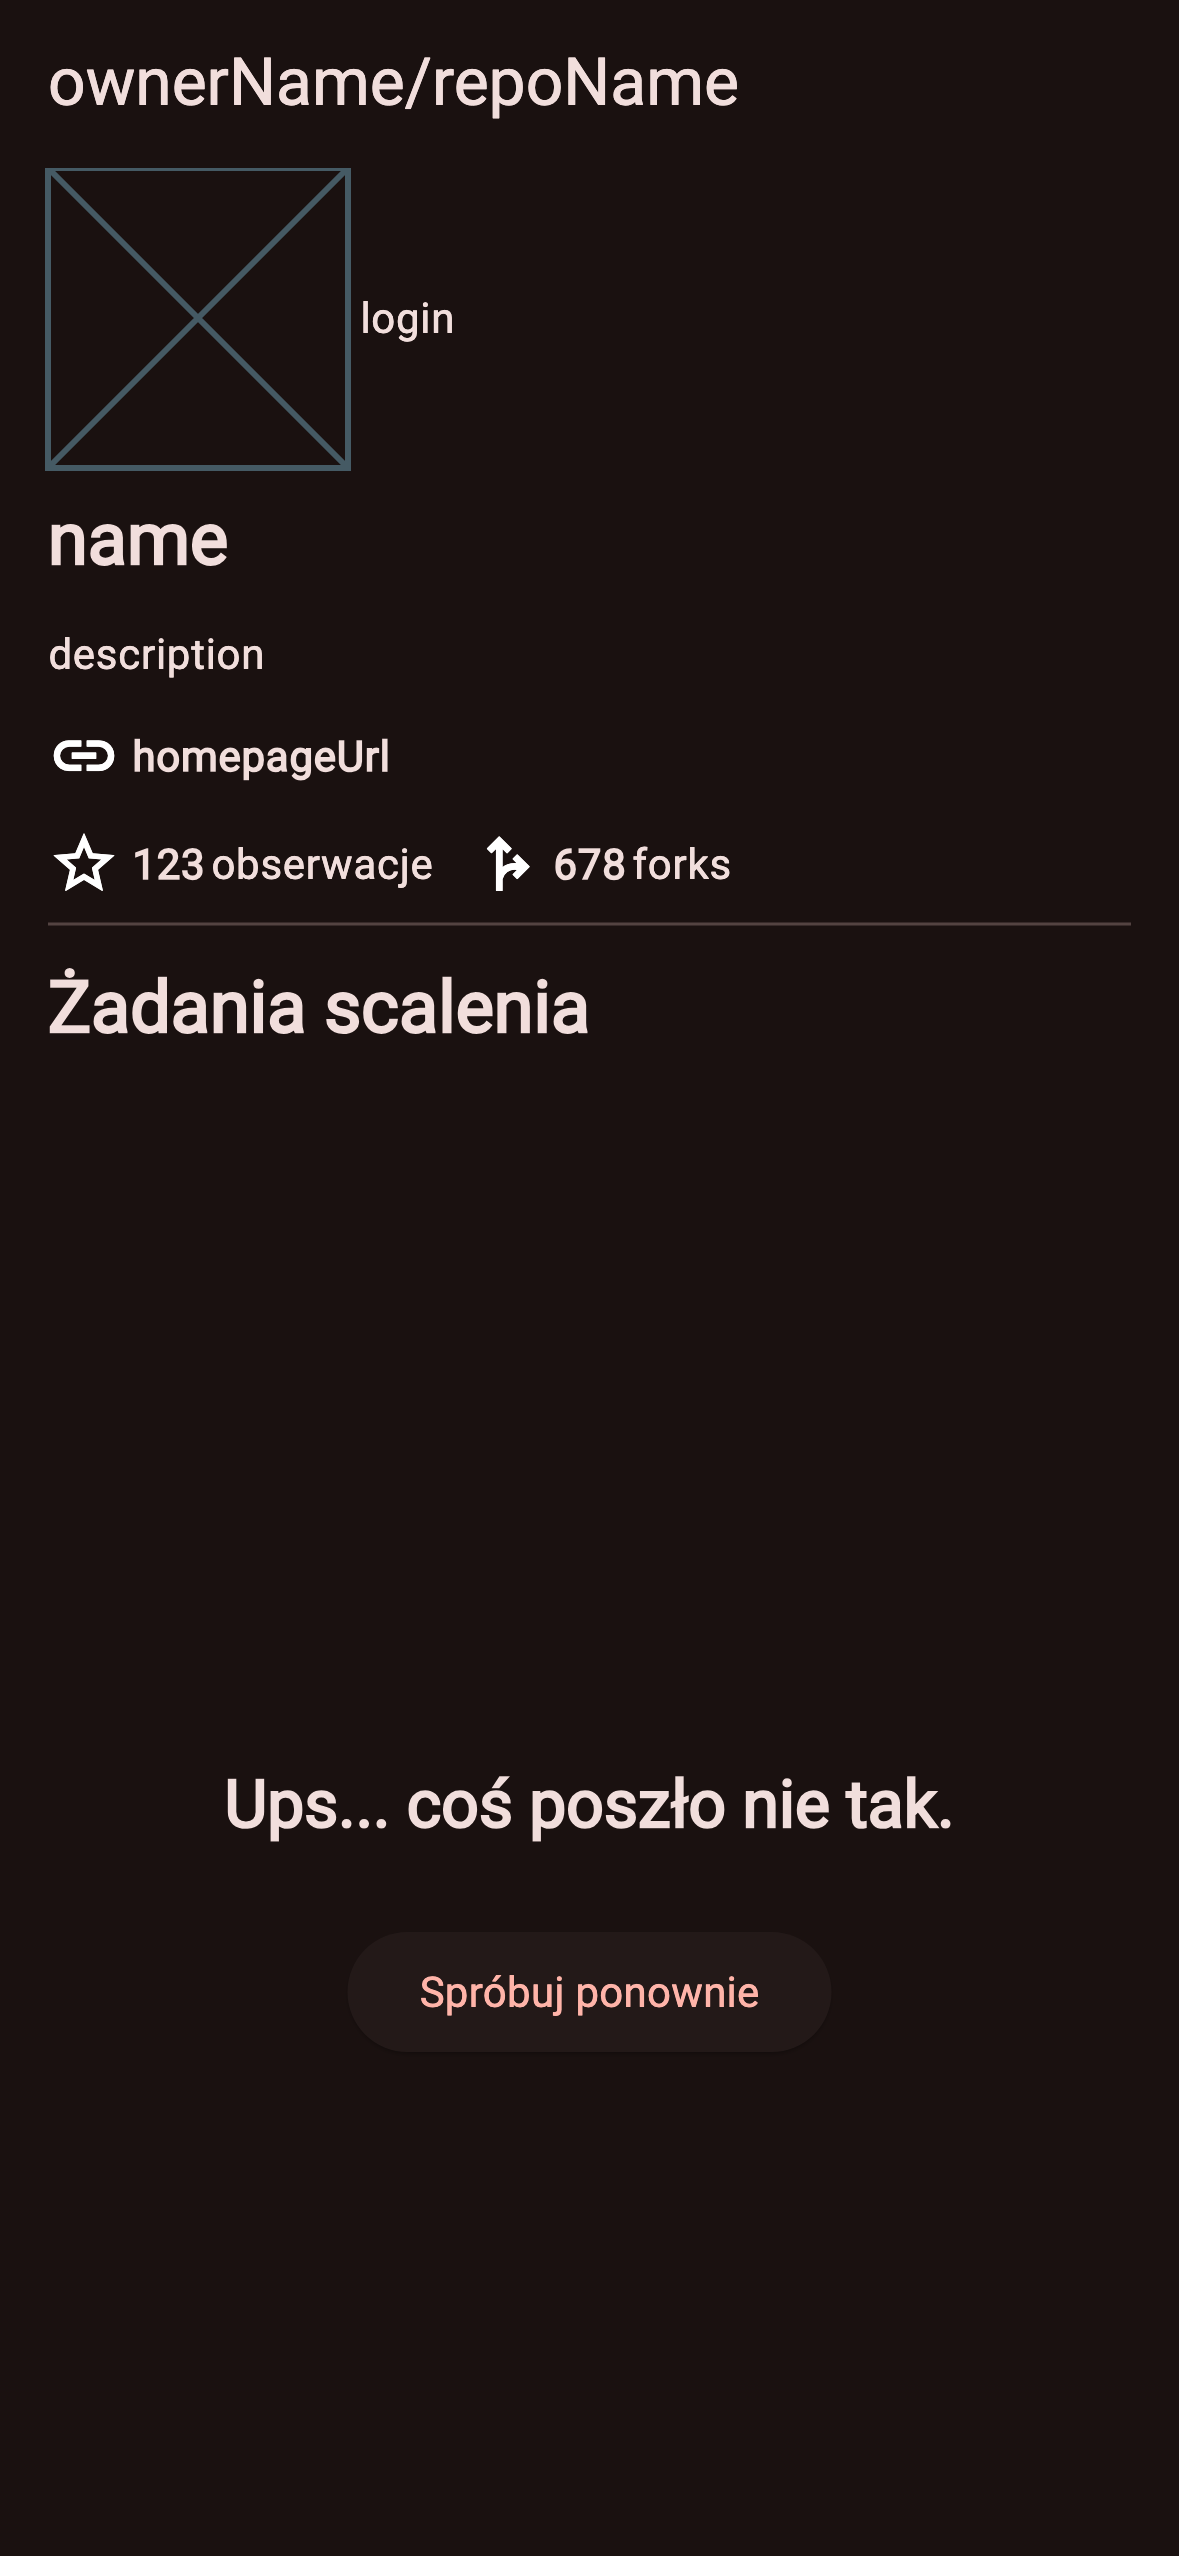 ownerName/repoName
login
name
description
homepageUrl
123 obserwacje 678 forks
Żadania scalenia
Ups... coś poszło nie tak.
Spróbuj ponownie